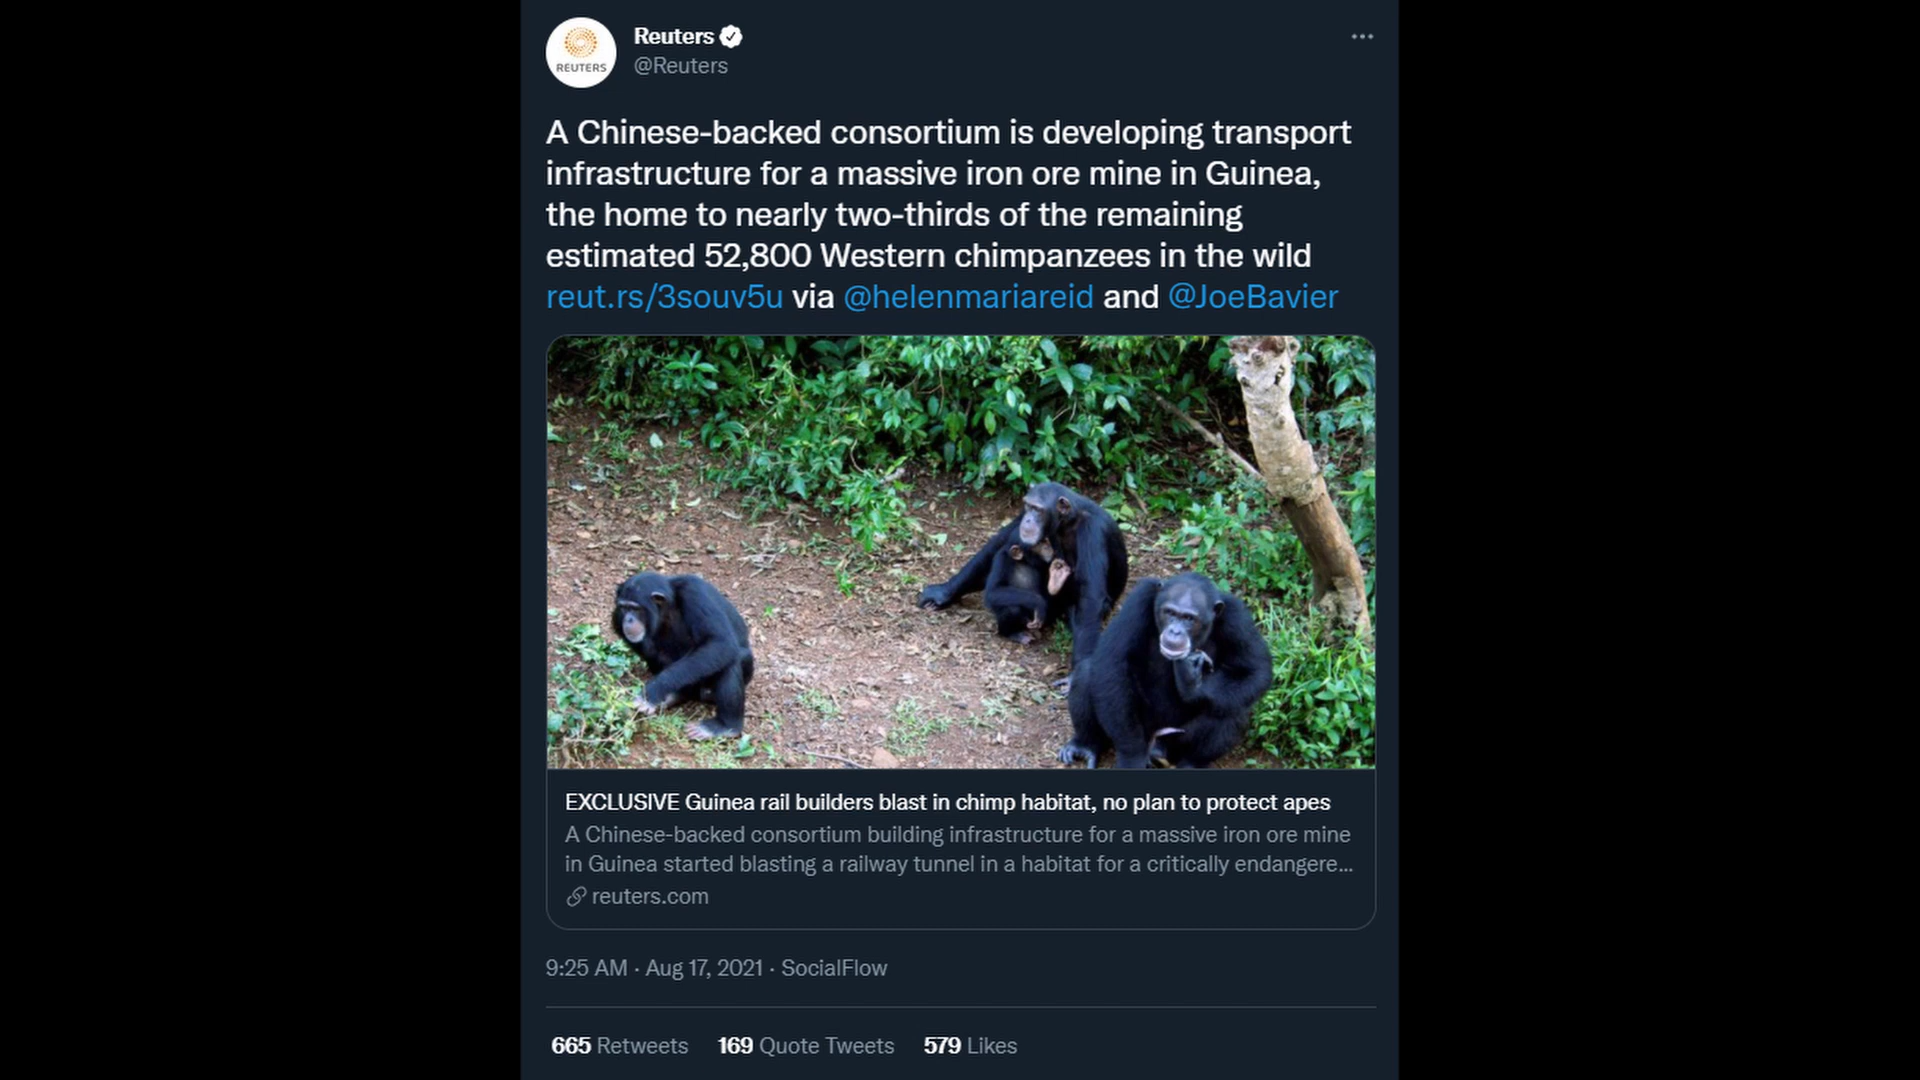 Reuters
@Reuters
REUTERS
A Chinese-backed consortium is developing transport
infrastructure for a massive iron ore mine in Guinea,
the home to nearly two-thirds of the remaining
estimated 52,800 Western chimpanzees in the wild
reut.rs/3souv5u via @helenmariareid and @JoeBavier
EXCLUSIVE Guinea rail builders blast in chimp habitat, no plan to protect apes
A Chinese-backed consortium building infrastructure for a massive iron ore mine
in Guinea started blasting a railway tunnel in a habitat for a critically endangere...
reuters.com
9:25 AM · Aug 17, 2021 · SocialFlow
665 Retweets 169 Quote Tweets 579 Likes